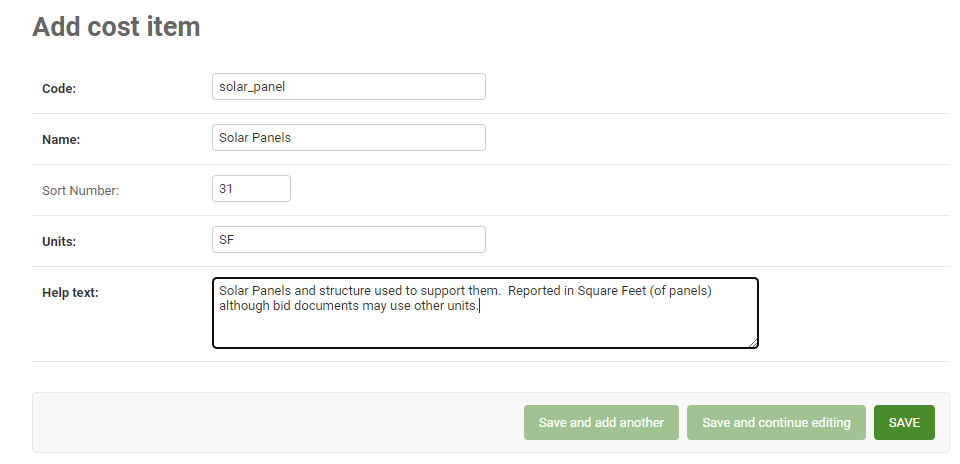 Add cost item
Code:
solar_panel
Name:
Solar Panels
Sort Number:
31
Units:
SF
Help text:
Solar Panels and structure used to support them.  Reported in Square Feet (of panels)
although bid documents may use other units.
Save and add another
Save and continue editing
SAVE